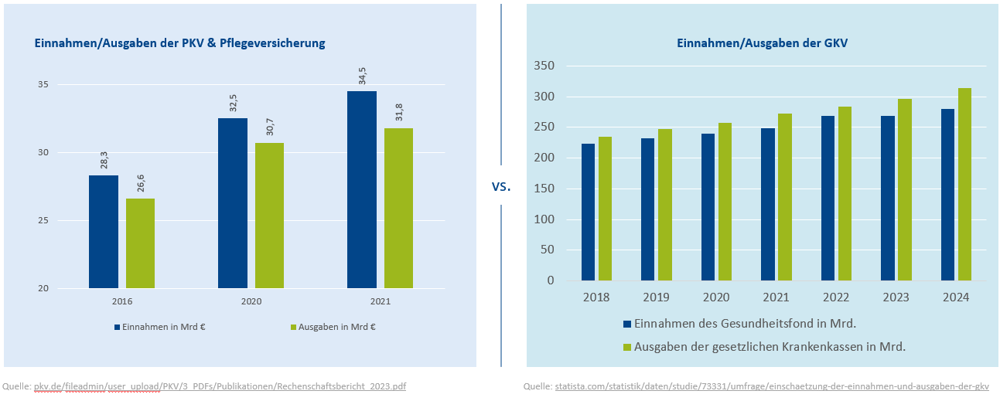 Einnahmen/Ausgaben der PKV & Pflegeversicherung
35
30
25
20
28,3
26,6
32,5
30,7
34,5
31,8
2016 2020 2021
Einnahmen in Mrd € Ausgaben in Mrd €
Quelle: pkv.de/fileadmin/user_upload/PKV/3_PDFs/Publikationen/Rechenschaftsbericht_2023.pdf
vs.
Einnahmen/Ausgaben der GKV
350
300
250
200
150
100
50
0
2018 2019 2020 2021 2022 2023 2024
Einnahmen des Gesundheitsfond in Mrd.
Ausgaben der gesetzlichen Krankenkassen in Mrd.
Quelle: statista.com/statistik/daten/studie/73331/umfrage/einschaetzung-der-einnahmen-und-ausgaben-der-gkv